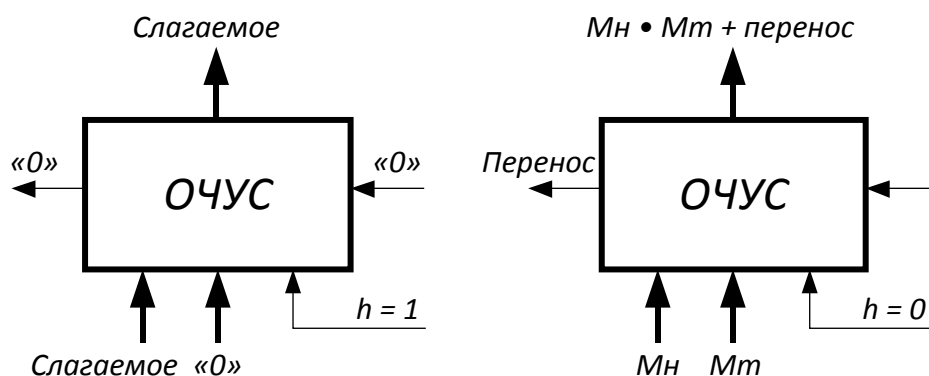 Слагаемое
«0»
«0»
ОЧУС
h = 1
Слагаемое «0»
Мн • Мт + перенос
Перенос
ОЧУС
h = 0
Мн Мт